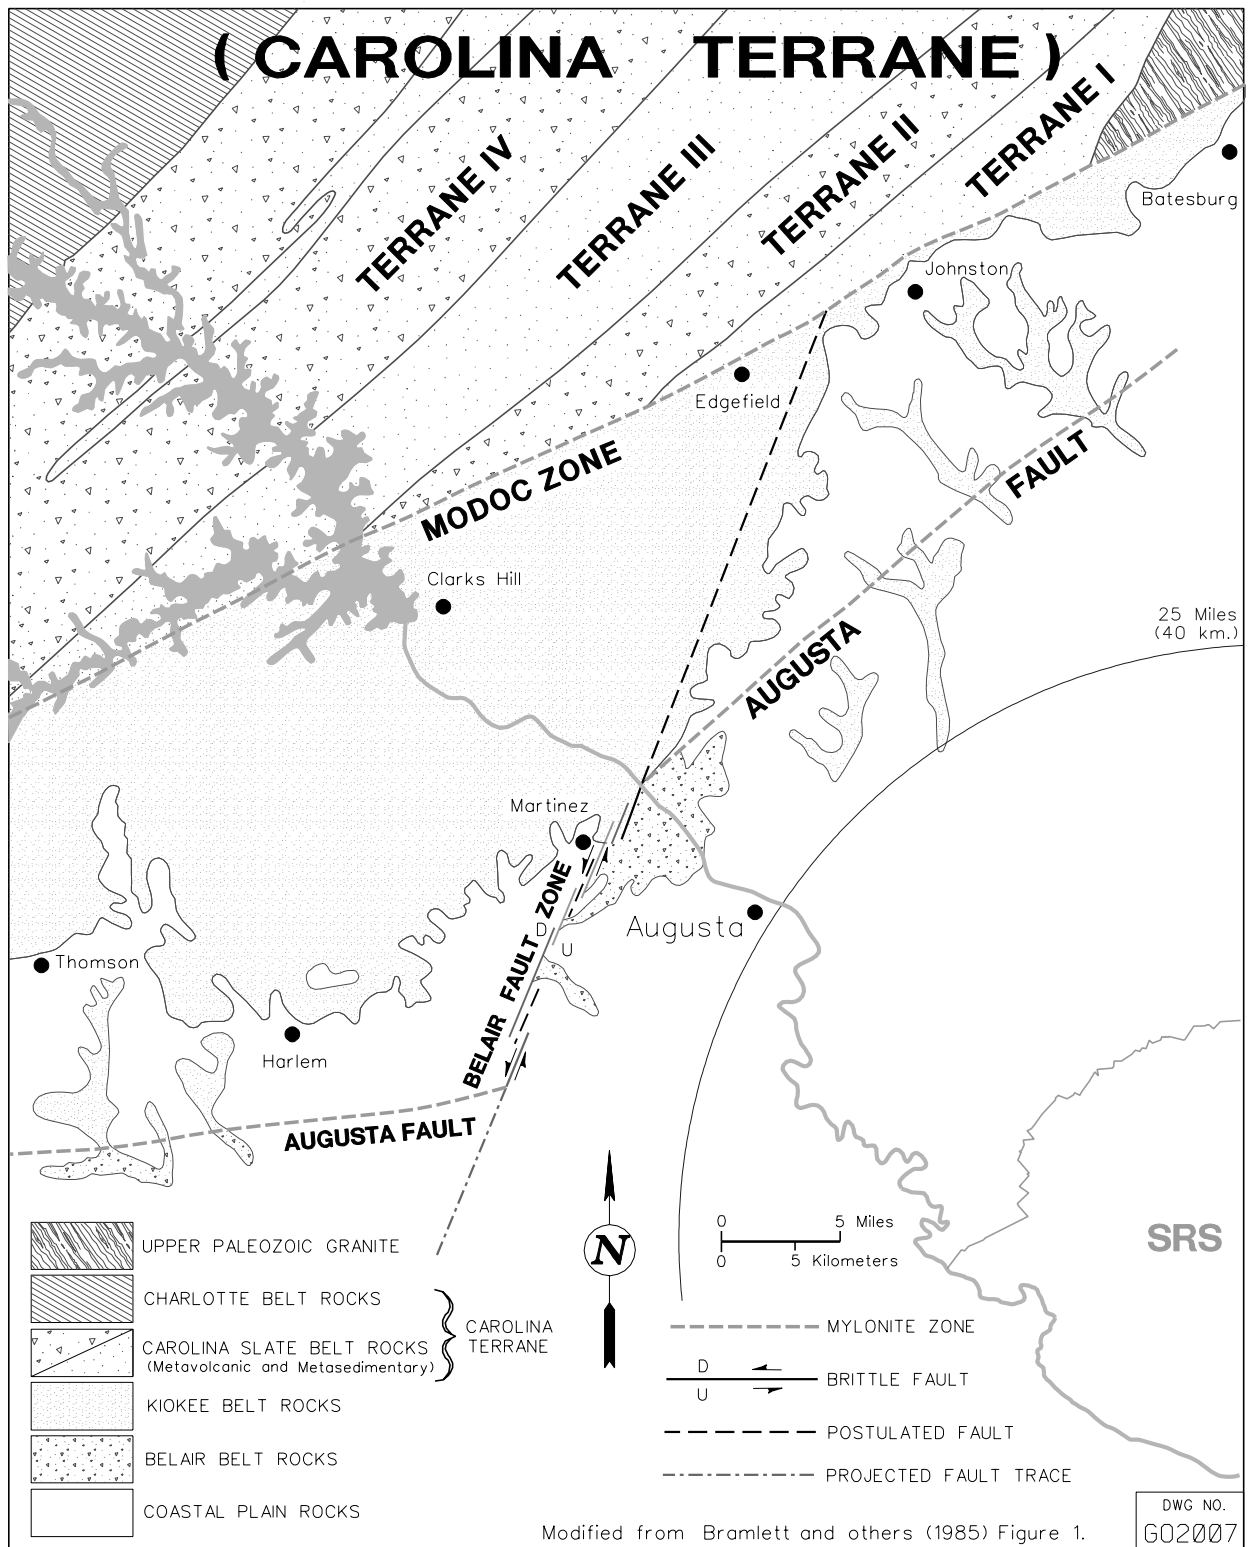 ( CAROLINA TERRANE )
TERRANE IV
TERRANE III
TERRANE II
TERRANE I
Batesburg
Johnston
Edgefield
MODOC ZONE
FAULT
Clarks Hill
25 Miles
(40 km.)
AUGUSTA
Martinez
BELAIR FAULT ZONE
D
U
Augusta
Thomson
Harlem
AUGUSTA FAULT
N
0 5 Miles
0 5 Kilometers
SRS
UPPER PALEOZOIC GRANITE
CHARLOTTE BELT ROCKS
CAROLINA SLATE BELT ROCKS
(Metavolcanic and Metasedimentary)
CAROLINA
TERRANE
KIOKEE BELT ROCKS
BELAIR BELT ROCKS
COASTAL PLAIN ROCKS
MYLONITE ZONE
D
U
BRITTLE FAULT
POSTULATED FAULT
PROJECTED FAULT TRACE
Modified from Bramlett and others (1985) Figure 1.
DWG NO.
GO2007